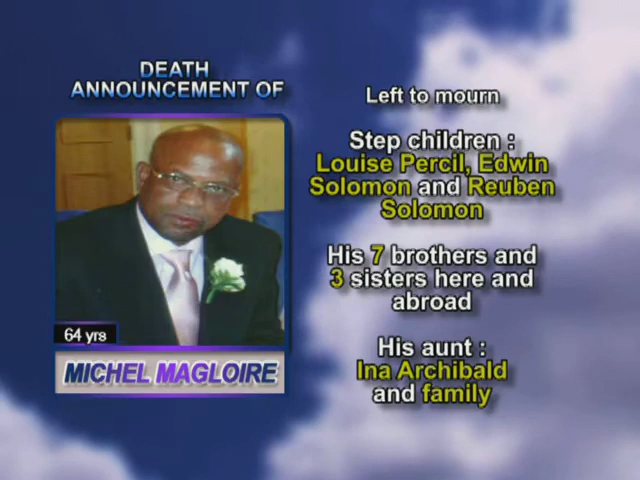 DEATH
ANNOUNCEMENT OF
64 yrs
MICHEL MAGLOIRE
Left to mourn
Step children :
Louise Percil, Edwin
Solomon and Reuben
Solomon
His 7 brothers and
3 sisters here and
abroad
His aunt :
Ina Archibald
and family